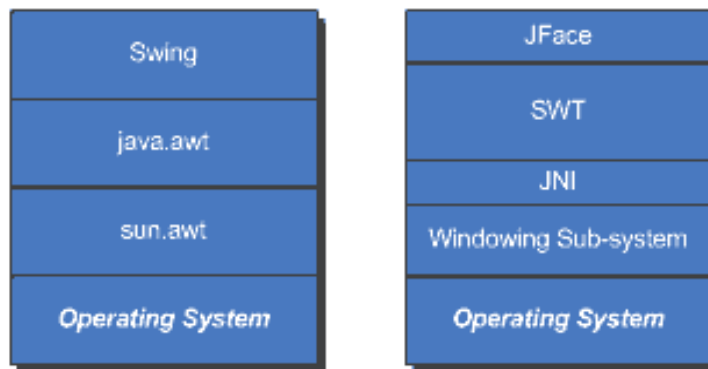 Swing
java.awt
sun.awt
Operating System
JFace
SWT
JNI
Windowing Sub-system
Operating System